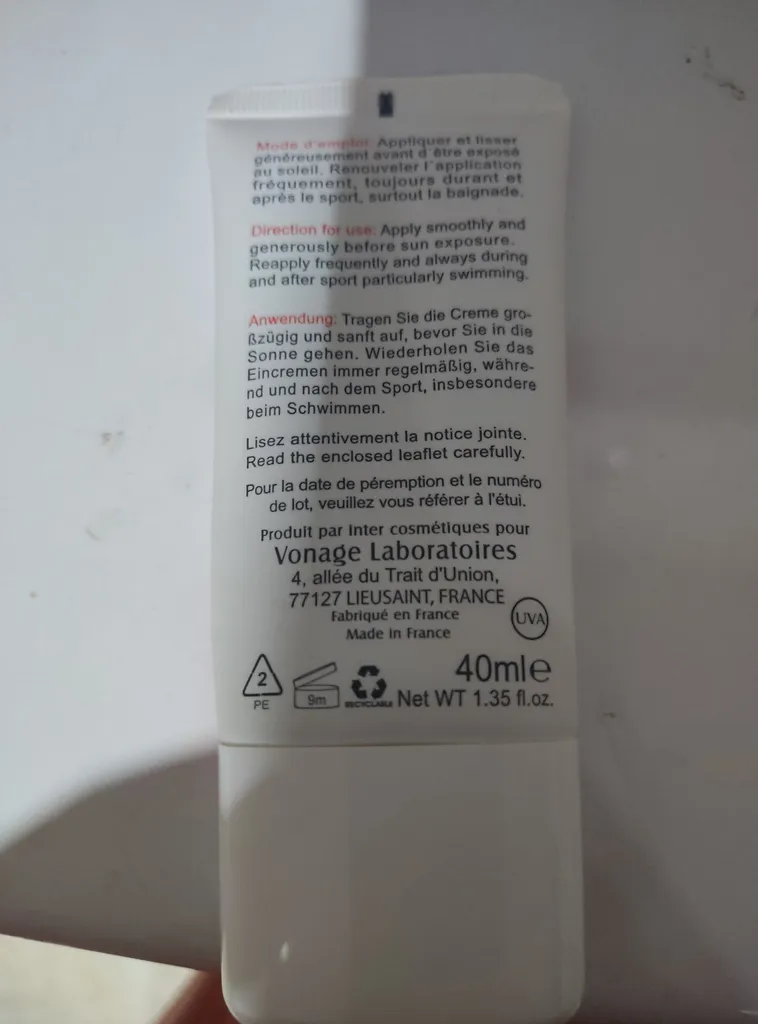 Mode d'emploi: Appliquer et lisser
généreusement avant d'être exposé
au soleil. Renouveler l'application
fréquement, toujours durant et
après le sport, surtout la baignade.
Direction for use: Apply smoothly and
generously before sun exposure.
Reapply frequently and always during
and after sport particularly swimming.
Anwendung: Tragen Sie die Creme gro-
ßzügig und sanft auf, bevor Sie in die
Sonne gehen. Wiederholen Sie das
Eincremen immer regelmäßig, währe-
nd und nach dem Sport, insbesondere
beim Schwimmen.
Lisez attentivement la notice jointe.
Read the enclosed leaflet carefully.
Pour la date de péremption et le numéro
de lot, veuillez vous référer à l'étui.
Produit par Inter cosmétiques pour
Vonage Laboratoires
4, allée du Trait d'Union,
77127 LIEUSAINT, FRANCE
Fabriqué en France
Made in France
UVA
2
PE
9m
RECYCLABLE
40ml℮
Net WT 1.35 fl.oz.